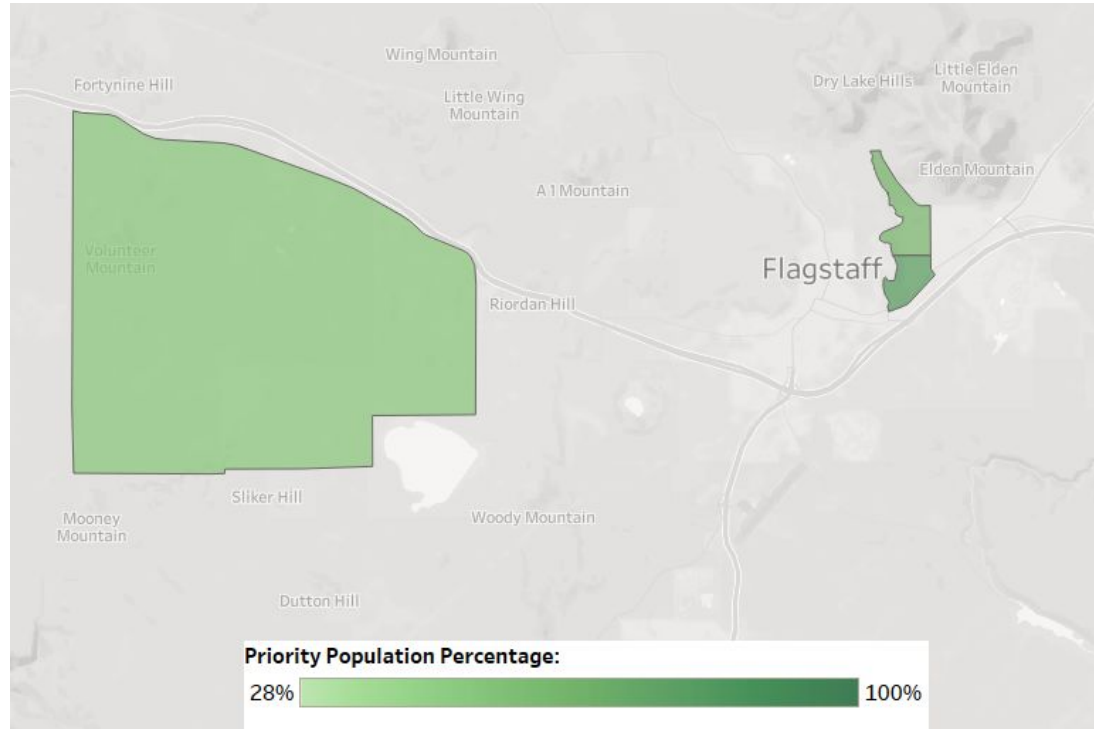 Wing Mountain
Fortynine Hill
Dry Lake Hills
Little Elden
Mountain
Little Wing
Mountain
A 1 Mountain
Elden Mountain
Volunteer
Mountain
Flagstaff
Riordan Hill
Sliker Hill
Mooney
Mountain
Woody Mountain
Dutton Hill
Priority Population Percentage:
28% 100%